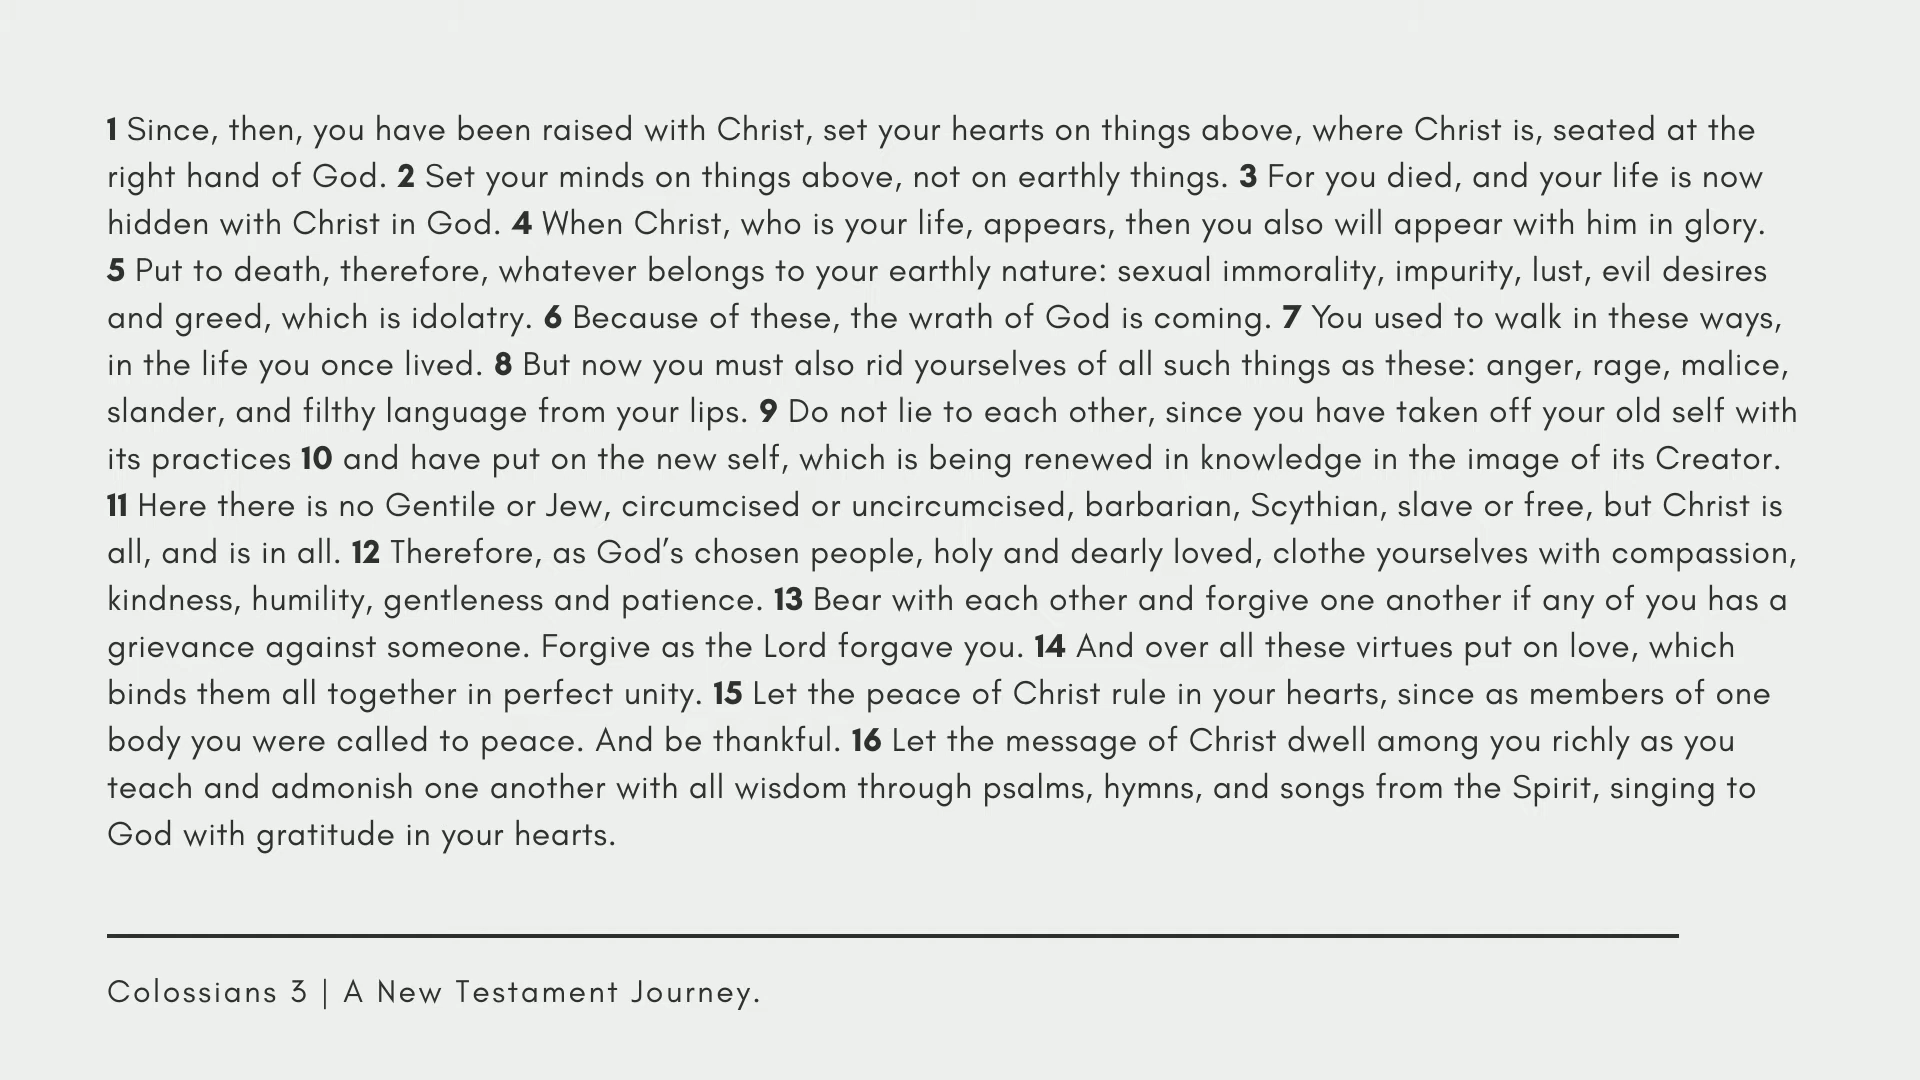 1 Since, then, you have been raised with Christ, set your hearts on things above, where Christ is, seated at the
right hand of God. 2 Set your minds on things above, not on earthly things. 3 For you died, and your life is now
hidden with Christ in God. 4 When Christ, who is your life, appears, then you also will appear with him in glory.
5 Put to death, therefore, whatever belongs to your earthly nature: sexual immorality, impurity, lust, evil desires
and greed, which is idolatry. 6 Because of these, the wrath of God is coming. 7 You used to walk in these ways,
in the life you once lived. 8 But now you must also rid yourselves of all such things as these: anger, rage, malice,
slander, and filthy language from your lips. 9 Do not lie to each other, since you have taken off your old self with
its practices 10 and have put on the new self, which is being renewed in knowledge in the image of its Creator.
11 Here there is no Gentile or Jew, circumcised or uncircumcised, barbarian, Scythian, slave or free, but Christ is
all, and is in all. 12 Therefore, as God’s chosen people, holy and dearly loved, clothe yourselves with compassion,
kindness, humility, gentleness and patience. 13 Bear with each other and forgive one another if any of you has a
grievance against someone. Forgive as the Lord forgave you. 14 And over all these virtues put on love, which
binds them all together in perfect unity. 15 Let the peace of Christ rule in your hearts, since as members of one
body you were called to peace. And be thankful. 16 Let the message of Christ dwell among you richly as you
teach and admonish one another with all wisdom through psalms, hymns, and songs from the Spirit, singing to
God with gratitude in your hearts.
Colossians 3 | A New Testament Journey.